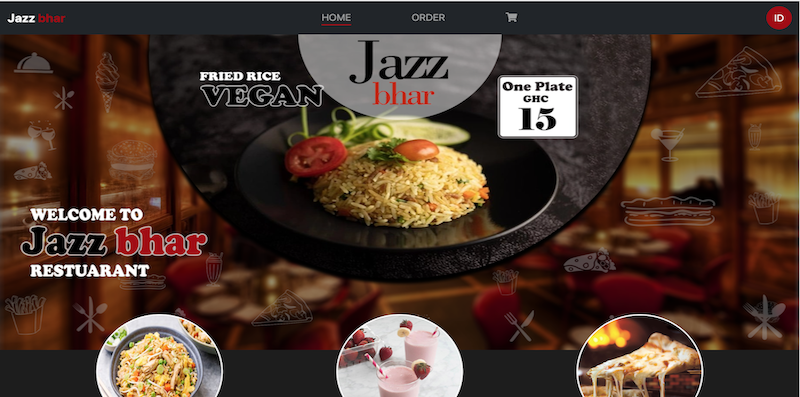 Jazz bhar
HOME
ORDER
ID
FRIED RICE
VEGAN
Jazz
bhar
One Plate
GHC
15
WELCOME TO
Jazz bhar
RESTUARANT